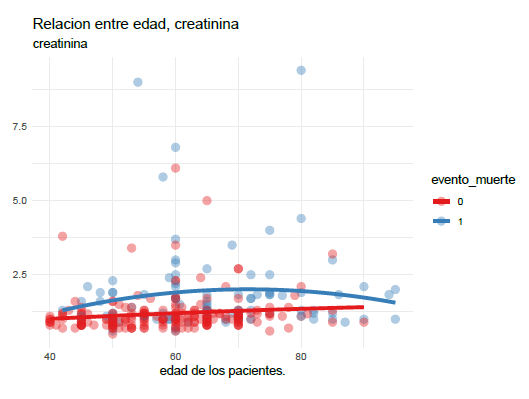 Relacion entre edad, creatinina
creatinina
7.5
5.0
2.5
40
60
80
edad de los pacientes.
evento_muerte
0
1